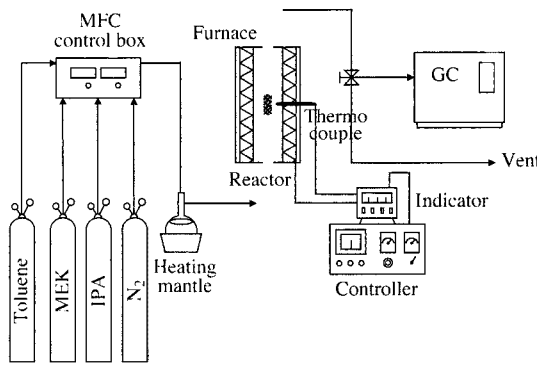 MFC
control box
Furnace
GC
Thermo
couple
Vent
Reactor
Indicator
Heating
mantle
Controller
Toluene
MEK
IPA
N₂